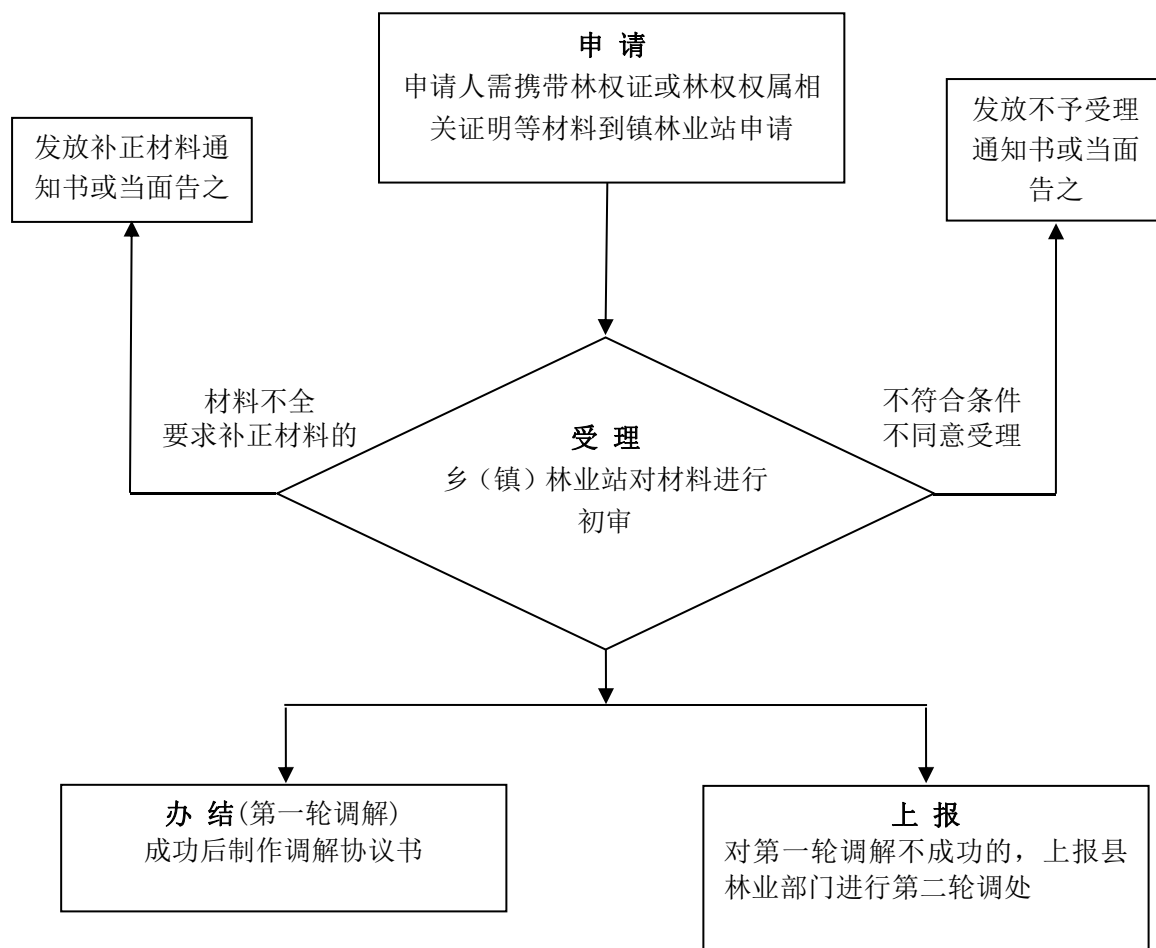 申 请
申请人需携带林权证或林权权属相
关证明等材料到镇林业站申请
发放补正材料通
知书或当面告之
发放不予受理
通知书或当面
告之
材料不全
要求补正材料的
不符合条件
不同意受理
受 理
乡（镇）林业站对材料进行
初审
办 结(第一轮调解)
成功后制作调解协议书
上 报
对第一轮调解不成功的，上报县
林业部门进行第二轮调处